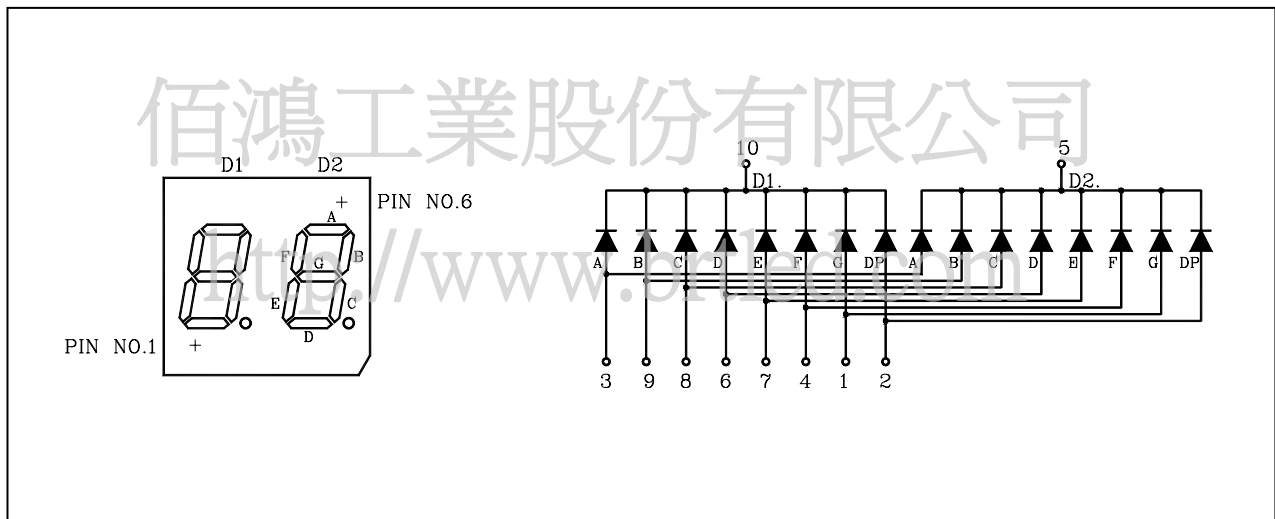 佰鴻工業股份有限公司
http://www.brtled.com
D1 D2
PIN NO.6
A
F G B
E C
D
PIN NO.1
10 5
D1. D2.
A B C D E F G DP A B C D E F G DP
3 9 8 6 7 4 1 2